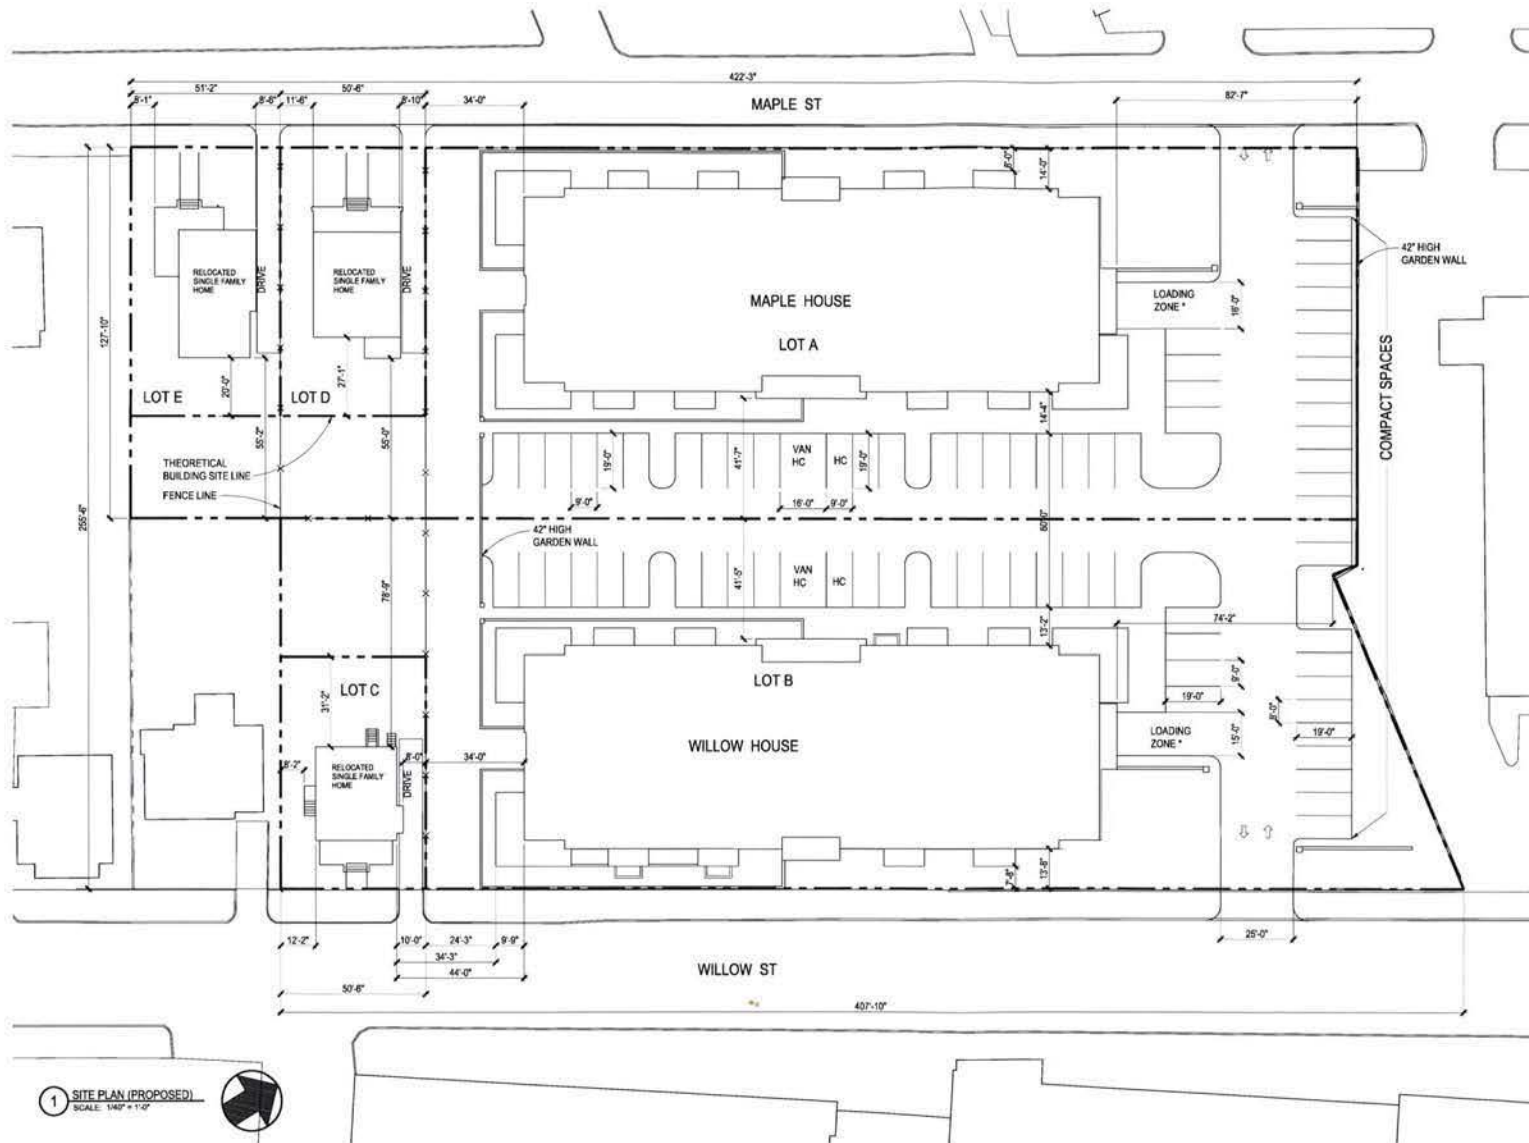 422'-3"
51'-2"
50'-6"
8'-1"
8'-6"
11'-6"
8'-10"
34'-0"
MAPLE ST
82'-7"
8'-0"
14'-0"
42" HIGH
GARDEN WALL
RELOCATED
SINGLE FAMILY
HOME
DRIVE
RELOCATED
SINGLE FAMILY
HOME
DRIVE
MAPLE HOUSE
LOADING
ZONE *
16'-0"
127'-10"
LOT A
COMPACT SPACES
LOT E
20'-0"
LOT D
27'-1"
14'-4"
55'-2"
55'-0"
THEORETICAL
BUILDING SITE LINE
FENCE LINE
19'-0"
41'-7"
VAN
HC
HC
19'-0"
9'-0"
16'-0"
9'-0"
255'-6"
60'-0"
42" HIGH
GARDEN WALL
VAN
HC
HC
41'-5"
78'-9"
13'-2"
74'-2"
LOT C
31'-2"
LOT B
9'-0"
19'-0"
8'-0"
WILLOW HOUSE
LOADING
ZONE *
15'-0"
19'-0"
8'-2"
RELOCATED
SINGLE FAMILY
HOME
8'-0"
DRIVE
34'-0"
7'-8"
12'-2"
10'-0"
24'-3"
9'-9"
25'-0"
34'-3"
44'-0"
WILLOW ST
50'-6"
407'-10"
1
SITE PLAN (PROPOSED)
SCALE: 1/40" = 1'-0"